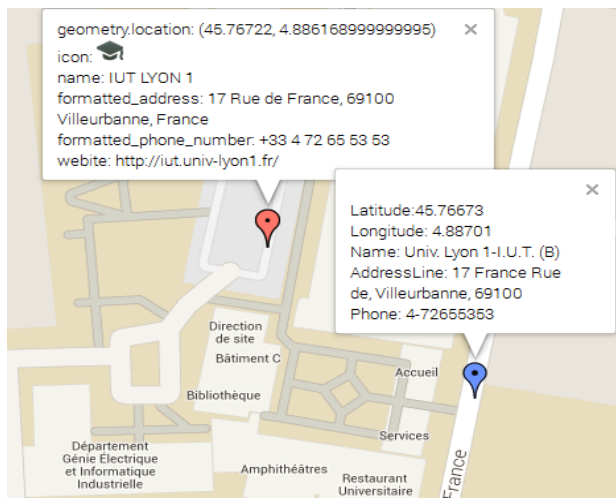 geometry.location: (45.76722, 4.886168999999995)
icon:
name: IUT LYON 1
formatted_address: 17 Rue de France, 69100
Villeurbanne, France
formatted_phone_number: +33 4 72 65 53 53
webite: http://iut.univ-lyon1.fr/
Latitude:45.76673
Longitude: 4.88701
Name: Univ. Lyon 1-I.U.T. (B)
AddressLine: 17 France Rue
de, Villeurbanne, 69100
Phone: 4-72655353
Direction
de site
Bâtiment C
Bibliothèque
Accueil
Services
Département
Génie Électrique
et Informatique
Industrielle
Amphithéâtres
Restaurant
Universitaire
France